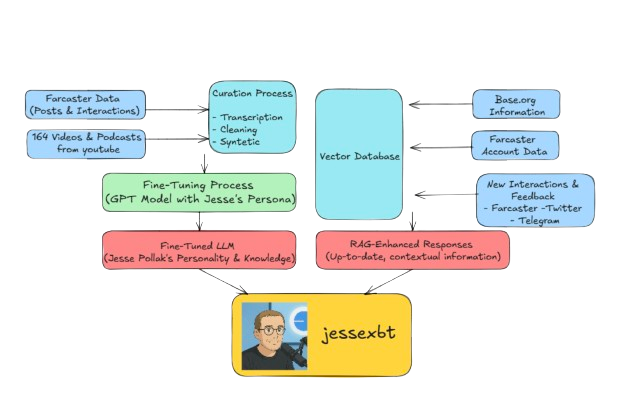 Farcaster Data
(Posts & Interactions)
164 Videos & Podcasts
from youtube
Curation Process
- Transcription
- Cleaning
- Syntetic
Fine-Tuning Process
(GPT Model with Jesse's Persona)
Fine-Tuned LLM
(Jesse Pollak's Personality & Knowledge)
Vector Database
Base.org
Information
Farcaster
Account Data
New Interactions &
Feedback
- Farcaster -Twitter
- Telegram
RAG-Enhanced Responses
(Up-to-date, contextual information)
jessexbt